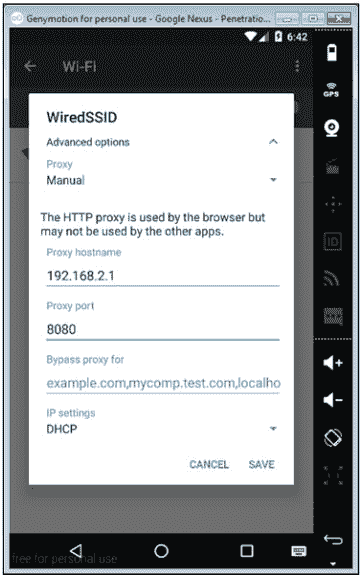 Genymotion for personal use - Google Nexus - Penetratio...
6:42
Wi-Fi
WiredSSID
Advanced options
Proxy
Manual
The HTTP proxy is used by the browser but
may not be used by the other apps.
Proxy hostname
192.168.2.1
Proxy port
8080
Bypass proxy for
example.com,mycomp.test.com,localho
IP settings
DHCP
CANCEL SAVE
free for personal use
GPS
ID